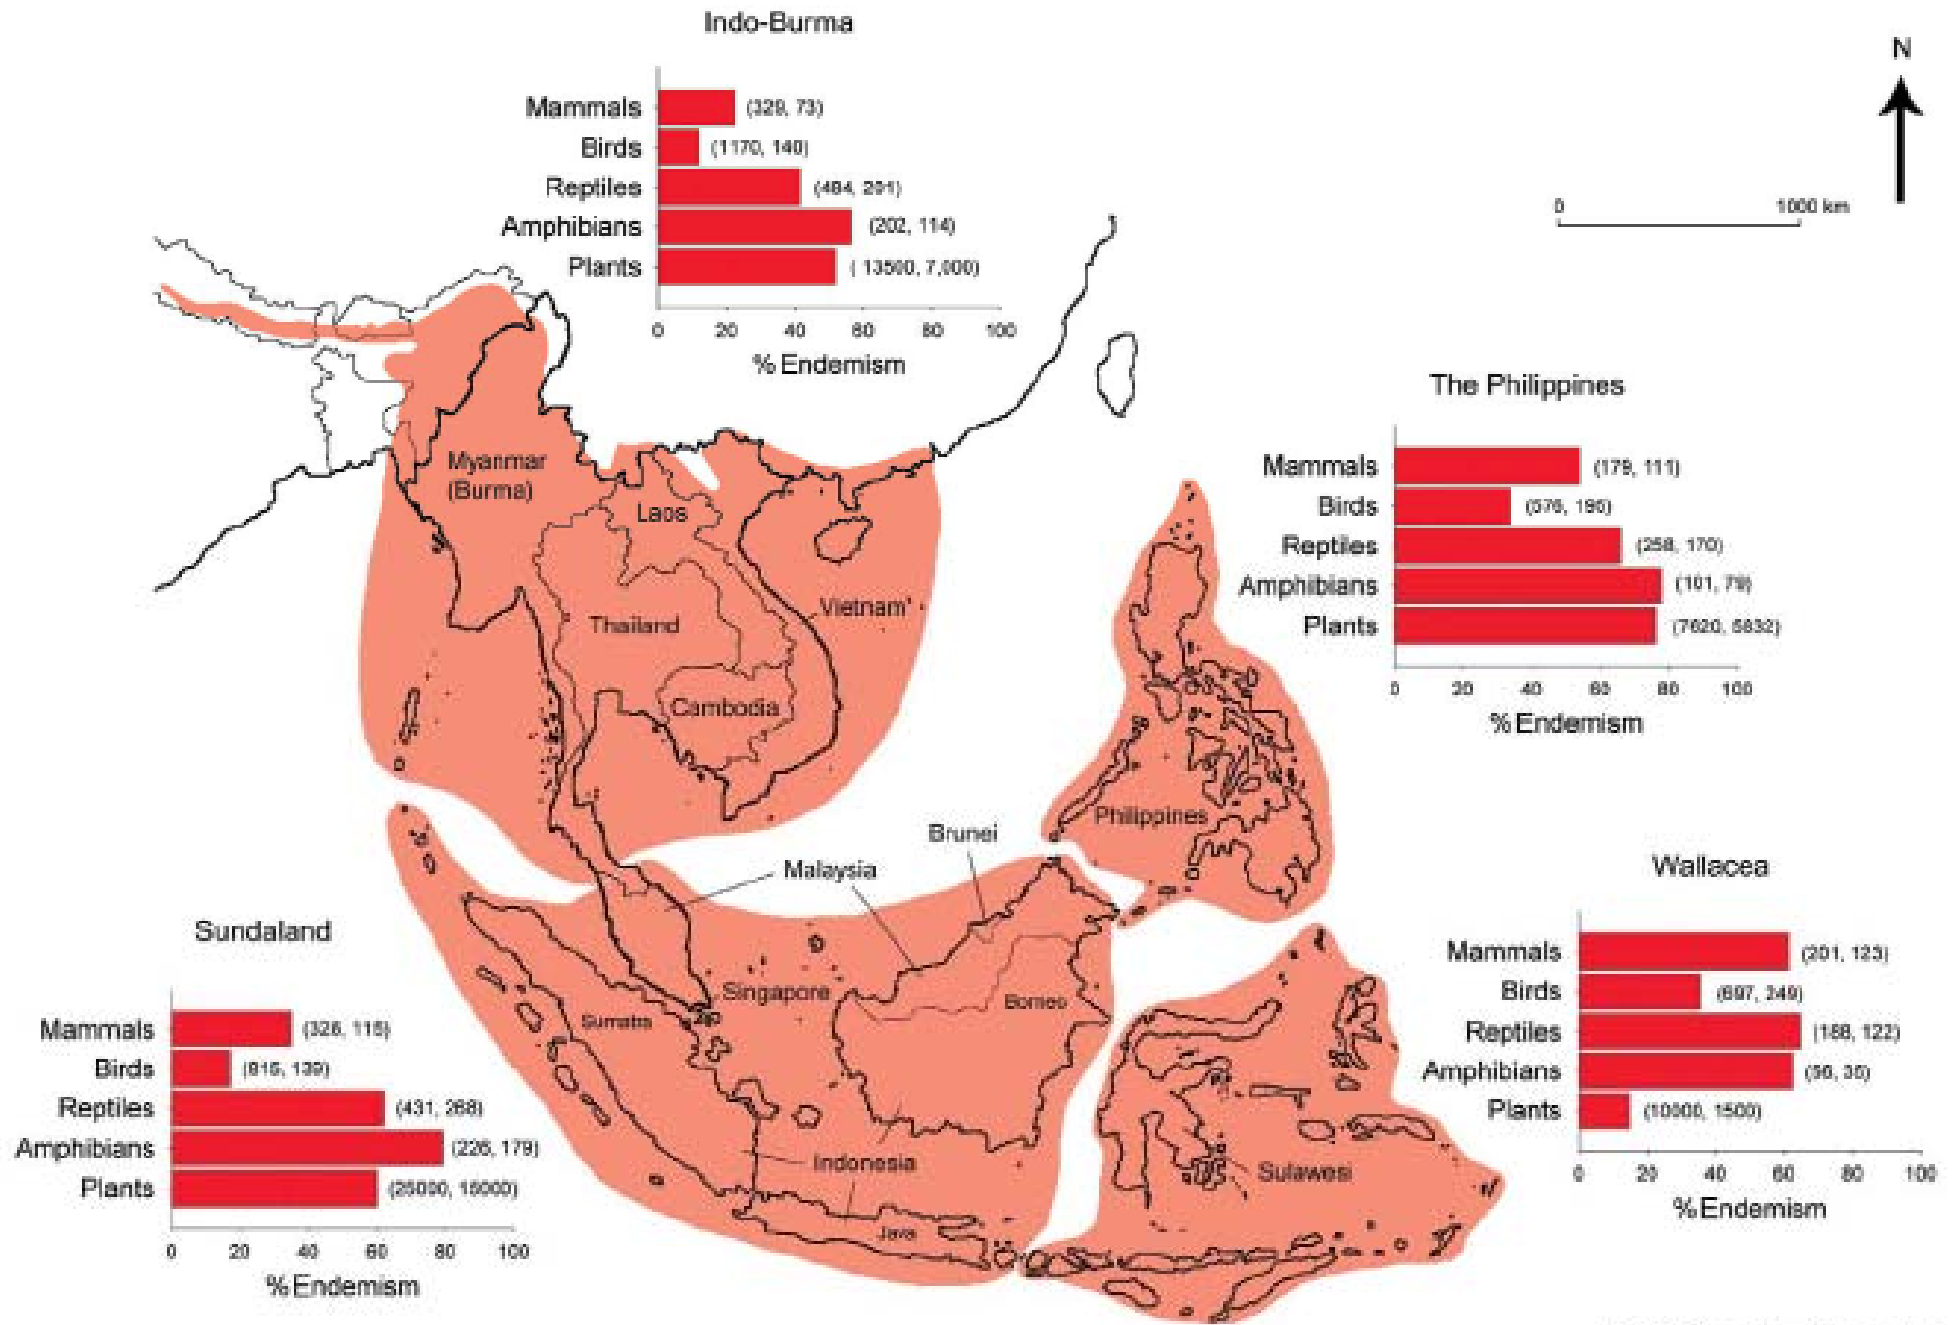 Indo-Burma
Mammals (329, 73)
Birds (1170, 140)
Reptiles (484, 201)
Amphibians (202, 114)
Plants ( 13500, 7,000)
0 20 40 60 80 100
% Endemism
N
0 1000 km
The Philippines
Mammals (179, 111)
Birds
Reptiles (258, 170)
Amphibians (101, 79)
Plants (7620, 5832)
0 20 40 60 80 100
% Endemism
Myanmar
(Burma)
Laos
Vietnam
Thailand
Cambodia
Philippines
Brunei
Malaysia
Wallacea
Mammals (201, 123)
Birds (697, 249)
Reptiles (188, 122)
Amphibians
Plants (10000, 1500)
0 20 40 60 80 100
% Endemism
Sundaland
Mammals (328, 115)
Birds (815, 139)
Reptiles (431, 268)
Amphibians (226, 179)
Plants (25000, 15000)
0 20 40 60 80 100
% Endemism
Singapore
Borneo
Sumatra
Indonesia
Sulawesi
Java